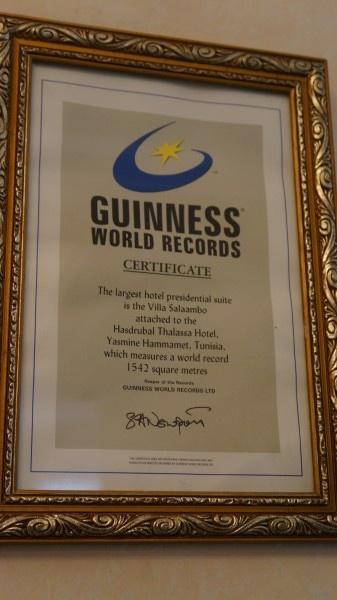 GUINNESS®
WORLD RECORDS
CERTIFICATE
The largest hotel presidential suite
is the Villa Salaambo
attached to the
Hasdrubal Thalassa Hotel,
Yasmine Hammamet, Tunisia,
which measures a world record
1542 square metres
Keeper of the Records
GUINNESS WORLD RECORDS LTD